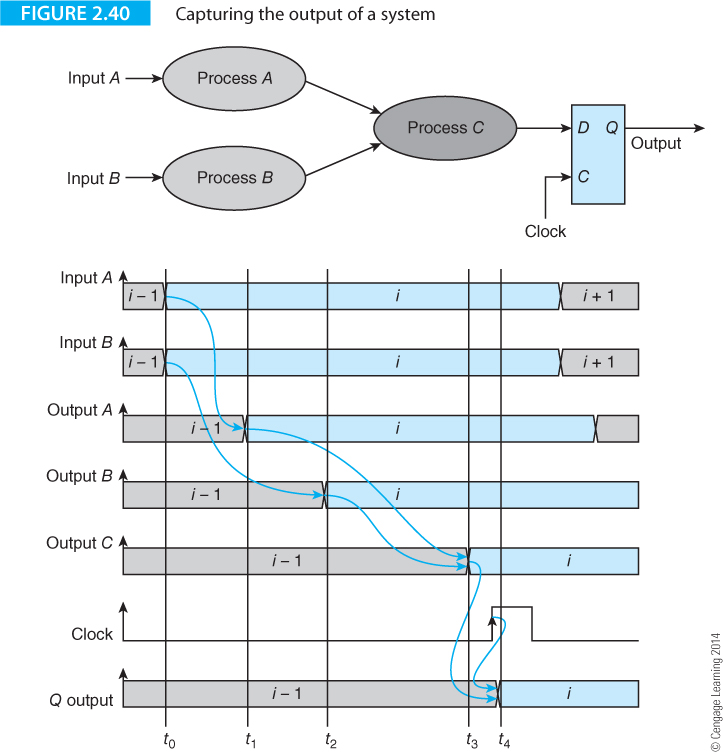 FIGURE 2.40 Capturing the output of a system
Input A
Process A
Process C
D Q
Output
Input B
Process B
C
Clock
Input A
i – 1 i i + 1
Input B
i – 1 i i + 1
Output A
i – 1 i
Output B
i – 1 i
Output C
i – 1 i
Clock
Q output
i – 1 i
t0 t1 t2 t3 t4
© Cengage Learning 2014